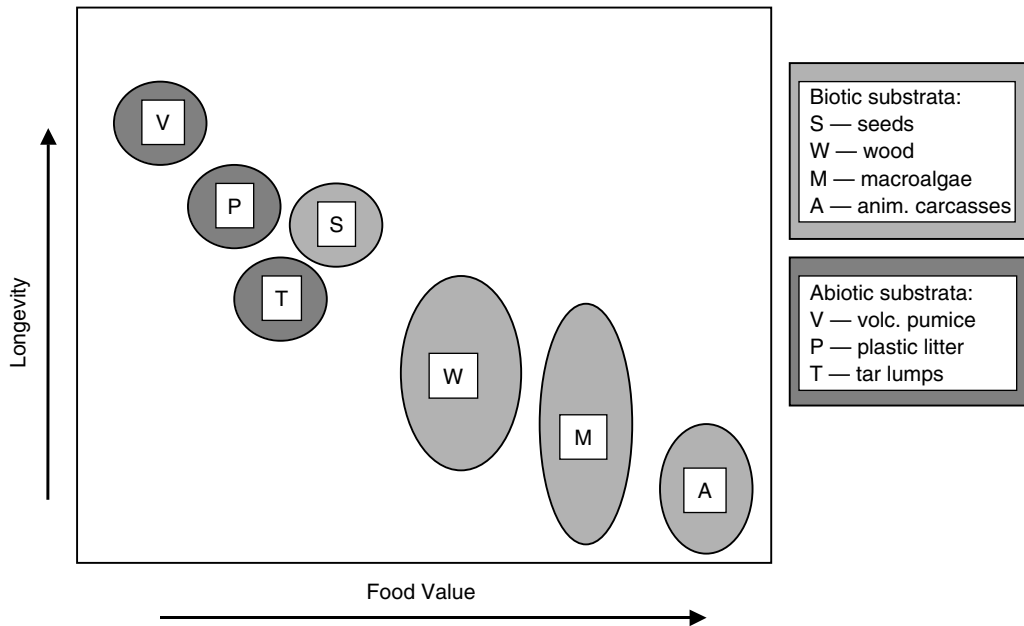 V
P
S
T
W
M
A
Longevity
Food Value
Biotic substrata:
S — seeds
W — wood
M — macroalgae
A — anim. carcasses
Abiotic substrata:
V — volc. pumice
P — plastic litter
T — tar lumps